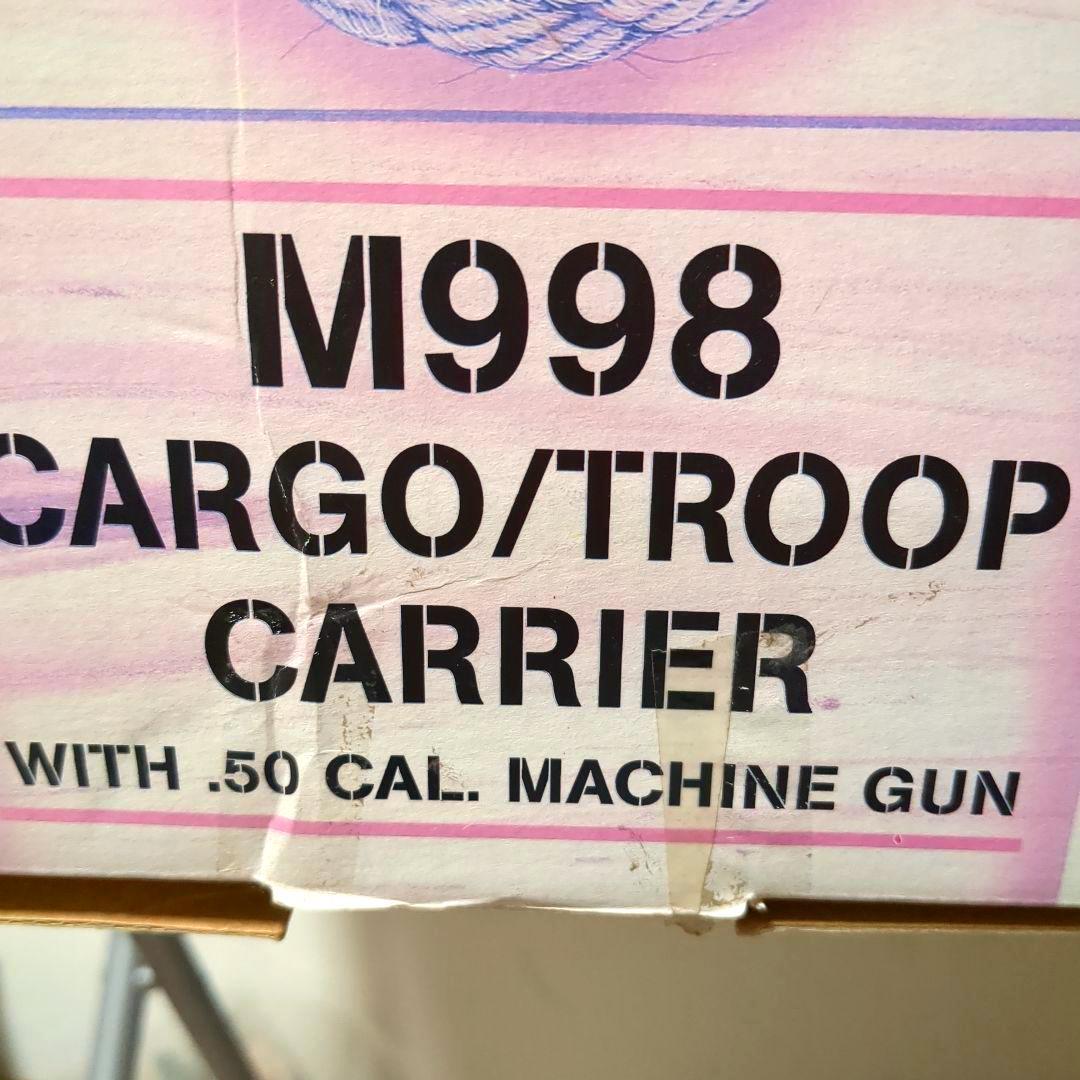 M998
CARGO/TROOP
CARRIER
WITH .50 CAL. MACHINE GUN